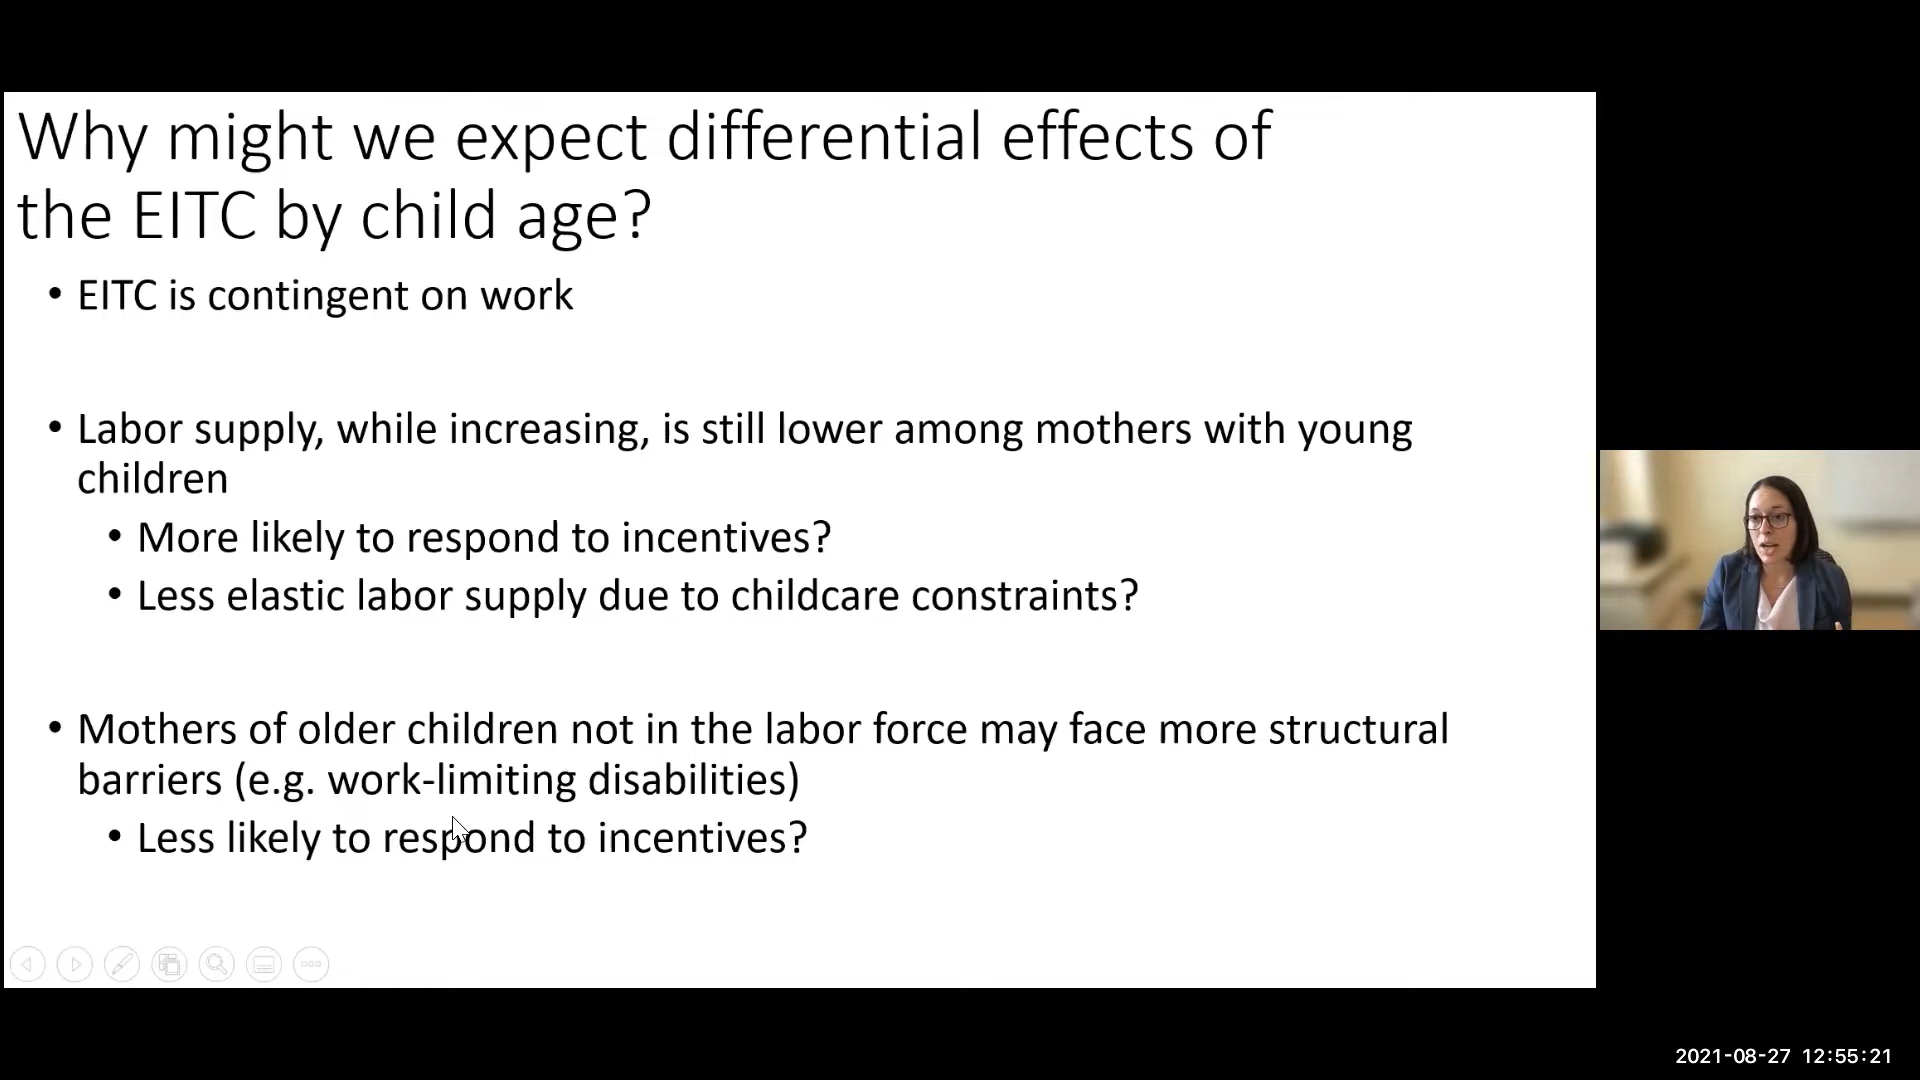 Why might we expect differential effects of
the EITC by child age?
• EITC is contingent on work
• Labor supply, while increasing, is still lower among mothers with young
children
• More likely to respond to incentives?
• Less elastic labor supply due to childcare constraints?
• Mothers of older children not in the labor force may face more structural
barriers (e.g. work-limiting disabilities)
• Less likely to respond to incentives?
2021-08-27 12:55:21